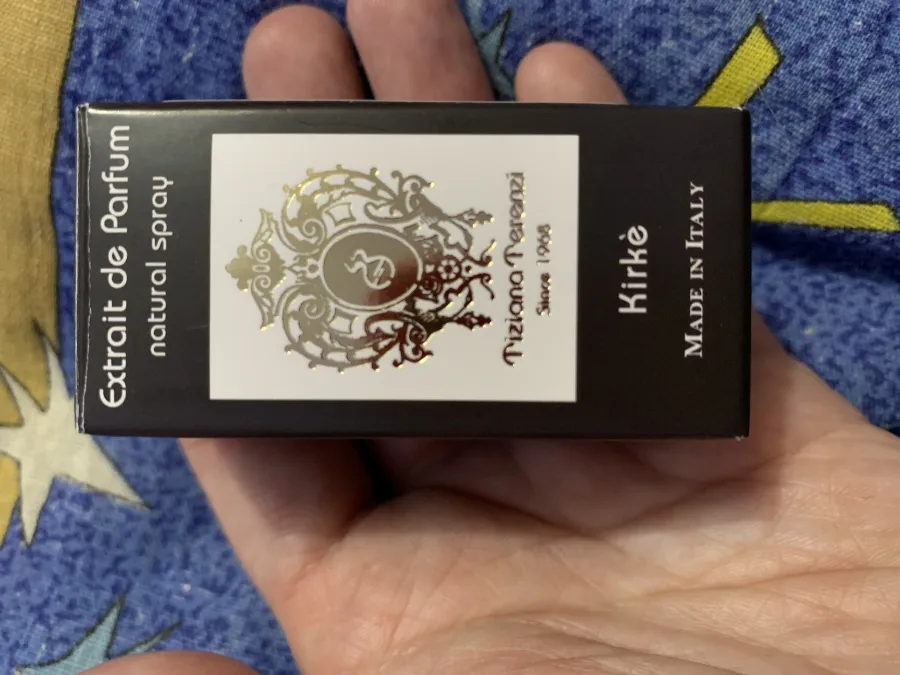 Extrait de Parfum
natural spray
Tiziana Terenzi
Since 1968
Kirkè
MADE IN ITALY